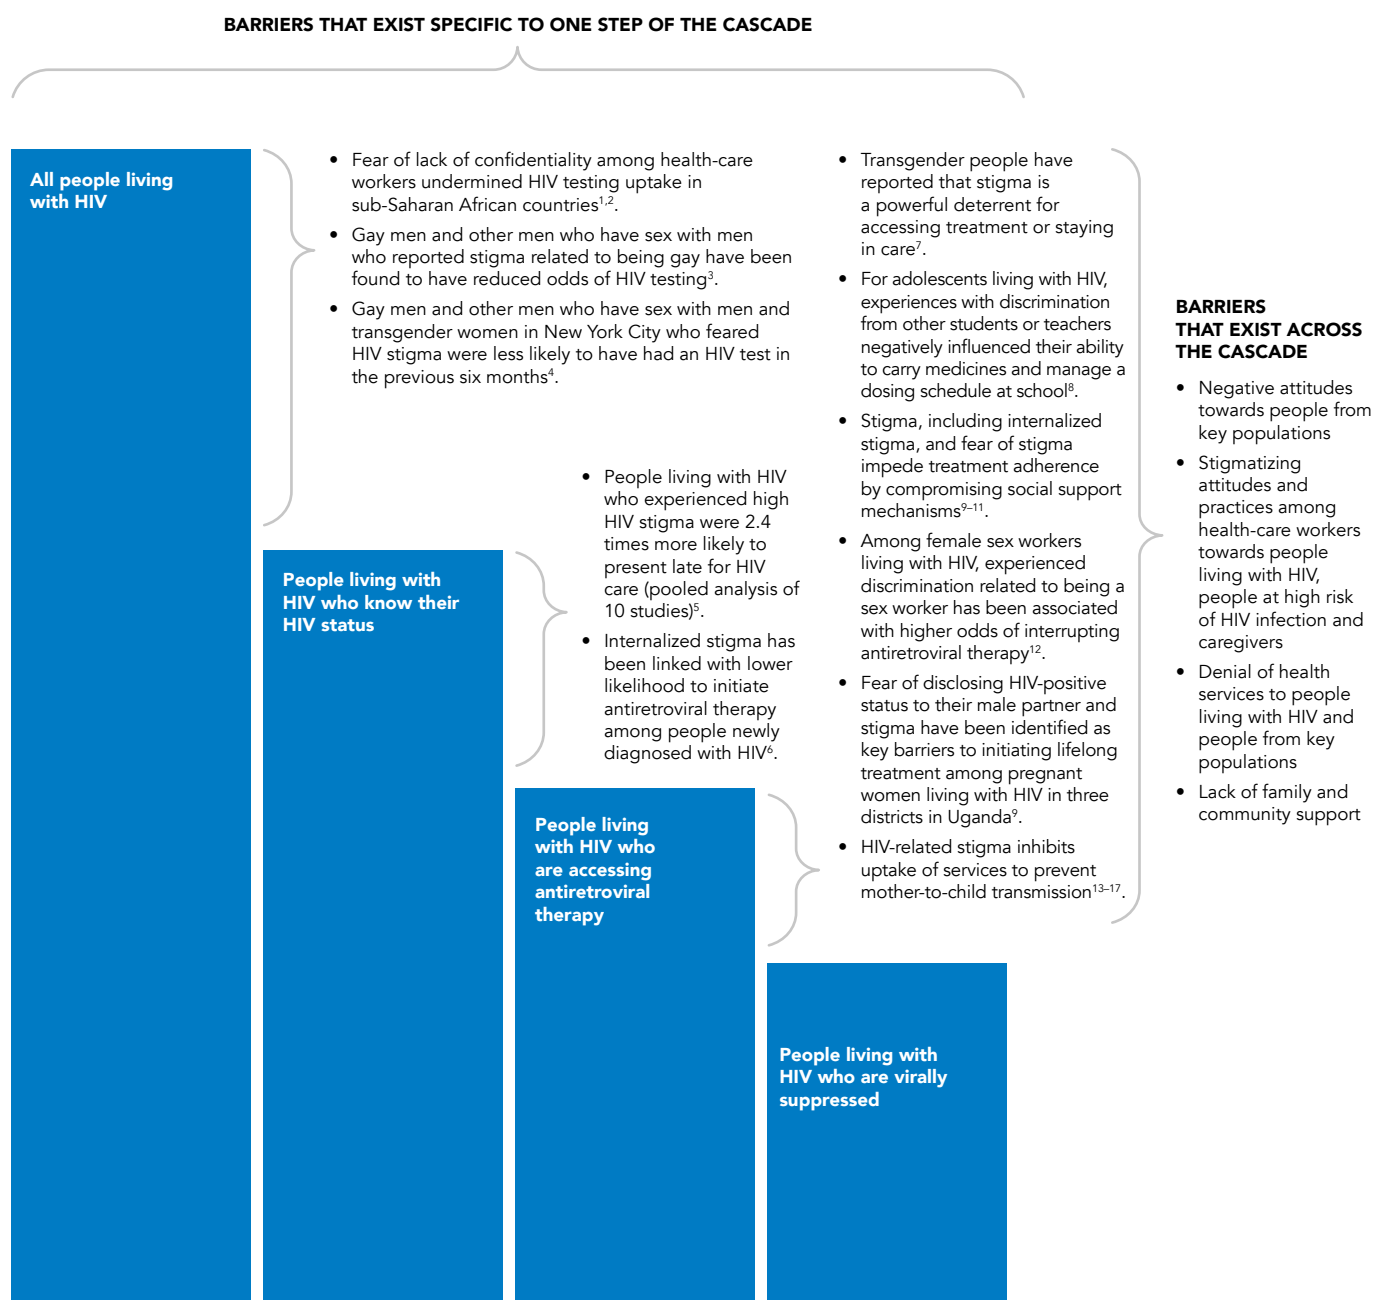 BARRIERS THAT EXIST SPECIFIC TO ONE STEP OF THE CASCADE
All people living
with HIV
• Fear of lack of confidentiality among health-care
workers undermined HIV testing uptake in
sub-Saharan African countries1,2.
• Gay men and other men who have sex with men
who reported stigma related to being gay have been
found to have reduced odds of HIV testing3.
• Gay men and other men who have sex with men and
transgender women in New York City who feared
HIV stigma were less likely to have had an HIV test in
the previous six months4.
People living with
HIV who know their
HIV status
• People living with HIV
who experienced high
HIV stigma were 2.4
times more likely to
present late for HIV
care (pooled analysis of
10 studies)5.
• Internalized stigma has
been linked with lower
likelihood to initiate
antiretroviral therapy
among people newly
diagnosed with HIV6.
People living
with HIV who
are accessing
antiretroviral
therapy
• Transgender people have
reported that stigma is
a powerful deterrent for
accessing treatment or staying
in care7.
• For adolescents living with HIV,
experiences with discrimination
from other students or teachers
negatively influenced their ability
to carry medicines and manage a
dosing schedule at school8.
• Stigma, including internalized
stigma, and fear of stigma
impede treatment adherence
by compromising social support
mechanisms9–11.
• Among female sex workers
living with HIV, experienced
discrimination related to being a
sex worker has been associated
with higher odds of interrupting
antiretroviral therapy12.
• Fear of disclosing HIV-positive
status to their male partner and
stigma have been identified as
key barriers to initiating lifelong
treatment among pregnant
women living with HIV in three
districts in Uganda9.
• HIV-related stigma inhibits
uptake of services to prevent
mother-to-child transmission13–17.
People living with
HIV who are virally
suppressed
BARRIERS
THAT EXIST ACROSS
THE CASCADE
• Negative attitudes
towards people from
key populations
• Stigmatizing
attitudes and
practices among
health-care workers
towards people
living with HIV,
people at high risk
of HIV infection and
caregivers
• Denial of health
services to people
living with HIV and
people from key
populations
• Lack of family and
community support